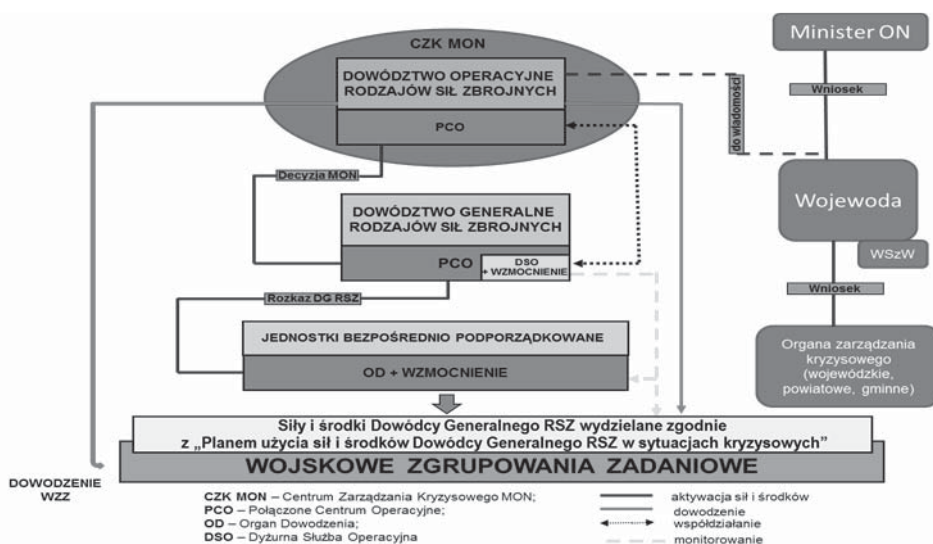 CZK MON
DOWÓDZTWO OPERACYJNE
RODZAJÓW SIŁ ZBROJNYCH
PCO
Decyzja MON
DOWÓDZTWO GENERALNE
RODZAJÓW SIŁ ZBROJNYCH
PCO
DSO
+ WZMOCNIENIE
Rozkaz DG RSZ
JEDNOSTKI BEZPOŚREDNIO PODPORZĄDKOWANE
OD + WZMOCNIENIE
do wiadomości
Minister ON
Wniosek
Wojewoda
WSzW
Wniosek
Organa zarządzania
kryzysowego
(wojewódzkie,
powiatowe, gminne)
Siły i środki Dowódcy Generalnego RSZ wydzielane zgodnie
z „Planem użycia sił i środków Dowódcy Generalnego RSZ w sytuacjach kryzysowych”
WOJSKOWE ZGRUPOWANIA ZADANIOWE
DOWODZENIE
WZZ
CZK MON – Centrum Zarządzania Kryzysowego MON;
PCO – Połączone Centrum Operacyjne;
OD – Organ Dowodzenia;
DSO – Dyżurna Służba Operacyjna
aktywacja sił i środków
dowodzenie
współdziałanie
monitorowanie